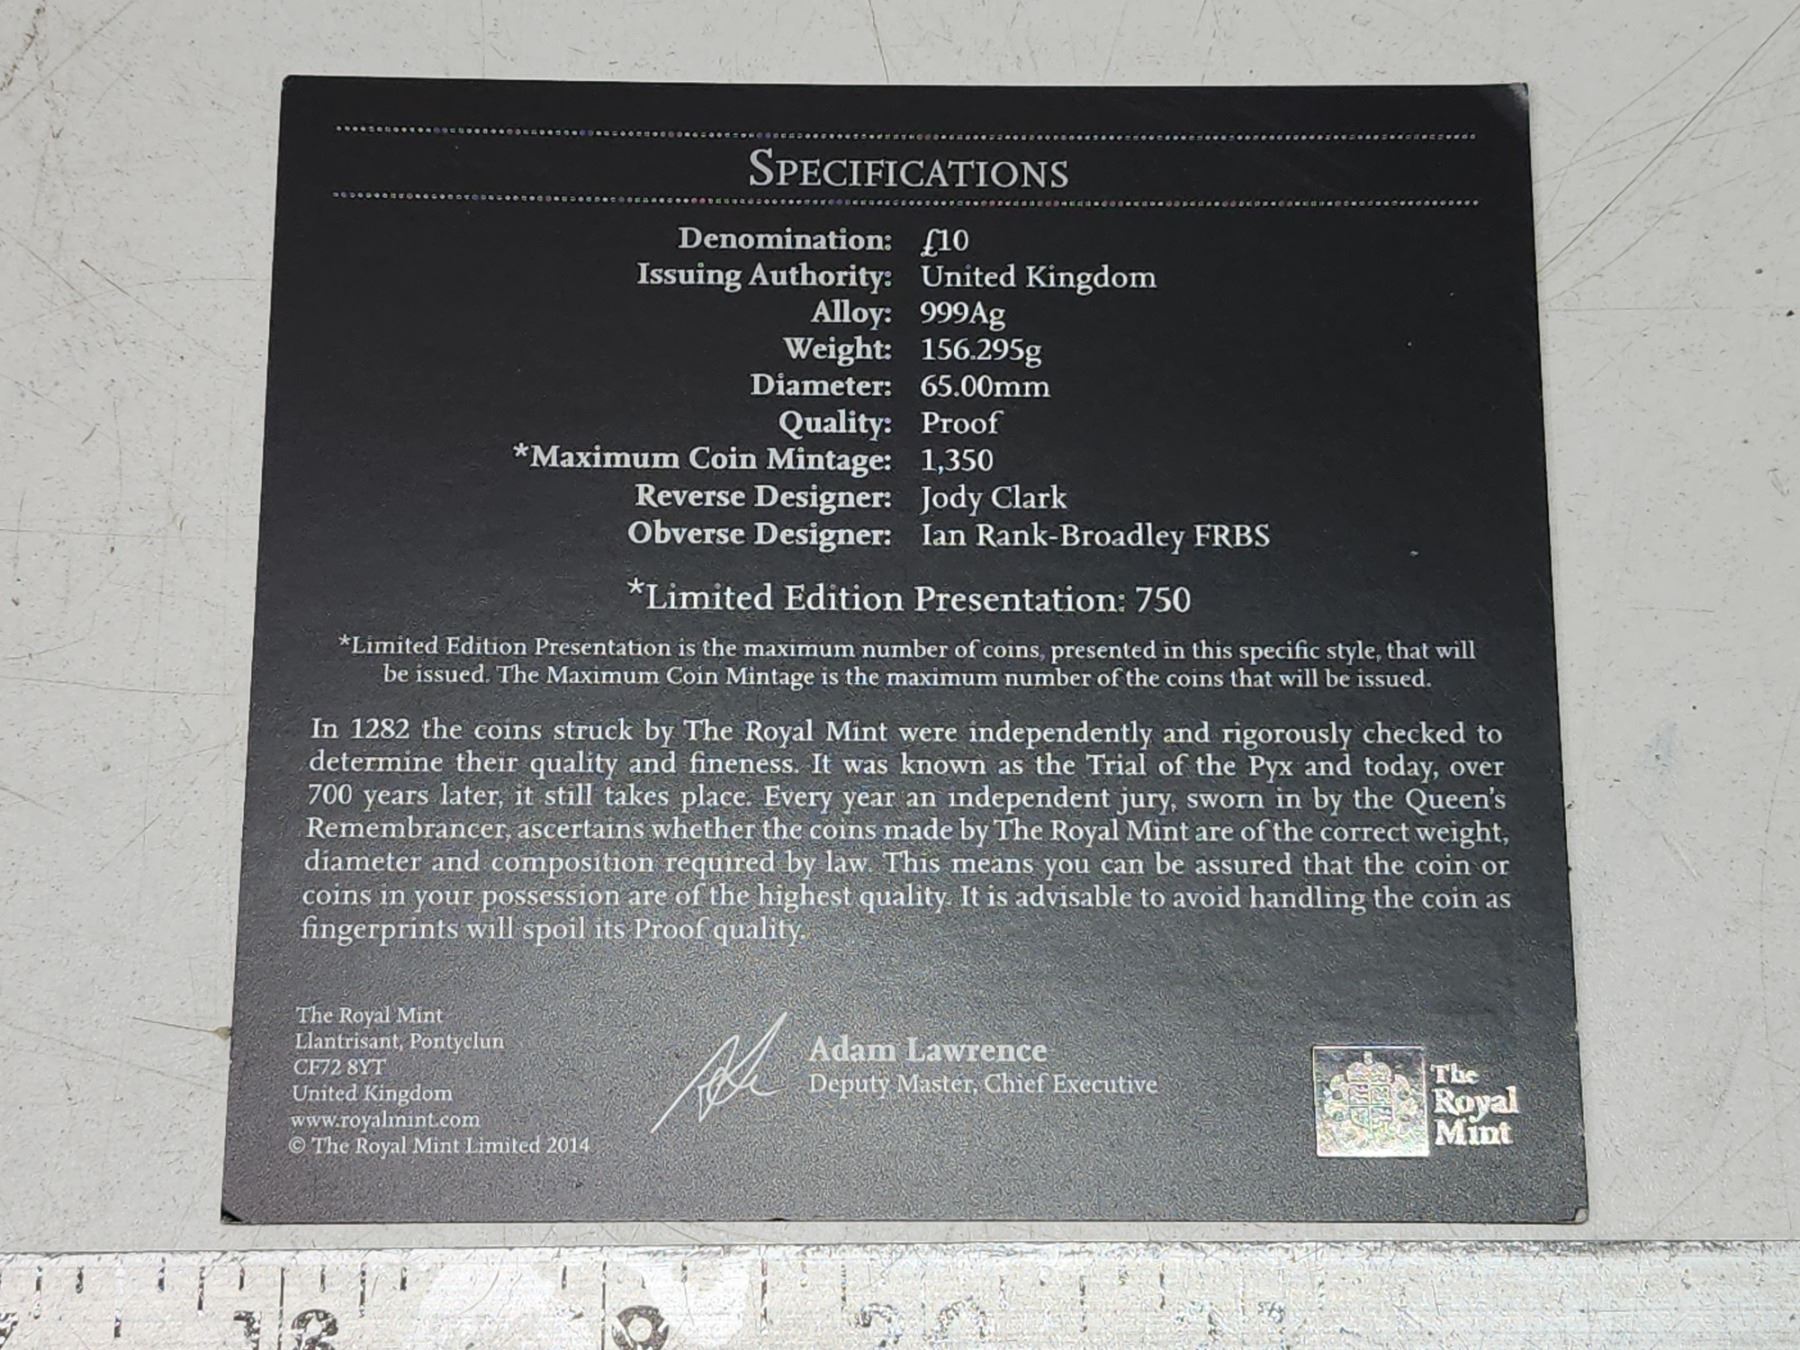 SPECIFICATIONS
Denomination: £10
Issuing Authority: United Kingdom
Alloy: 999Ag
Weight: 156.295g
Diameter: 65.00mm
Quality: Proof
*Maximum Coin Mintage: 1,350
Reverse Designer: Jody Clark
Obverse Designer: Ian Rank-Broadley FRBS
*Limited Edition Presentation: 750
*Limited Edition Presentation is the maximum number of coins, presented in this specific style, that will
be issued. The Maximum Coin Mintage is the maximum number of the coins that will be issued.
In 1282 the coins struck by The Royal Mint were independently and rigorously checked to
determine their quality and fineness. It was known as the Trial of the Pyx and today, over
700 years later, it still takes place. Every year an independent jury, sworn in by the Queen's
Remembrancer, ascertains whether the coins made by The Royal Mint are of the correct weight,
diameter and composition required by law. This means you can be assured that the coin or
coins in your possession are of the highest quality. It is advisable to avoid handling the coin as
fingerprints will spoil its Proof quality.
The Royal Mint
Llantrisant, Pontyclun
CF72 8YT
United Kingdom
www.royalmint.com
© The Royal Mint Limited 2014
Adam Lawrence
Deputy Master, Chief Executive
The
Royal
Mint